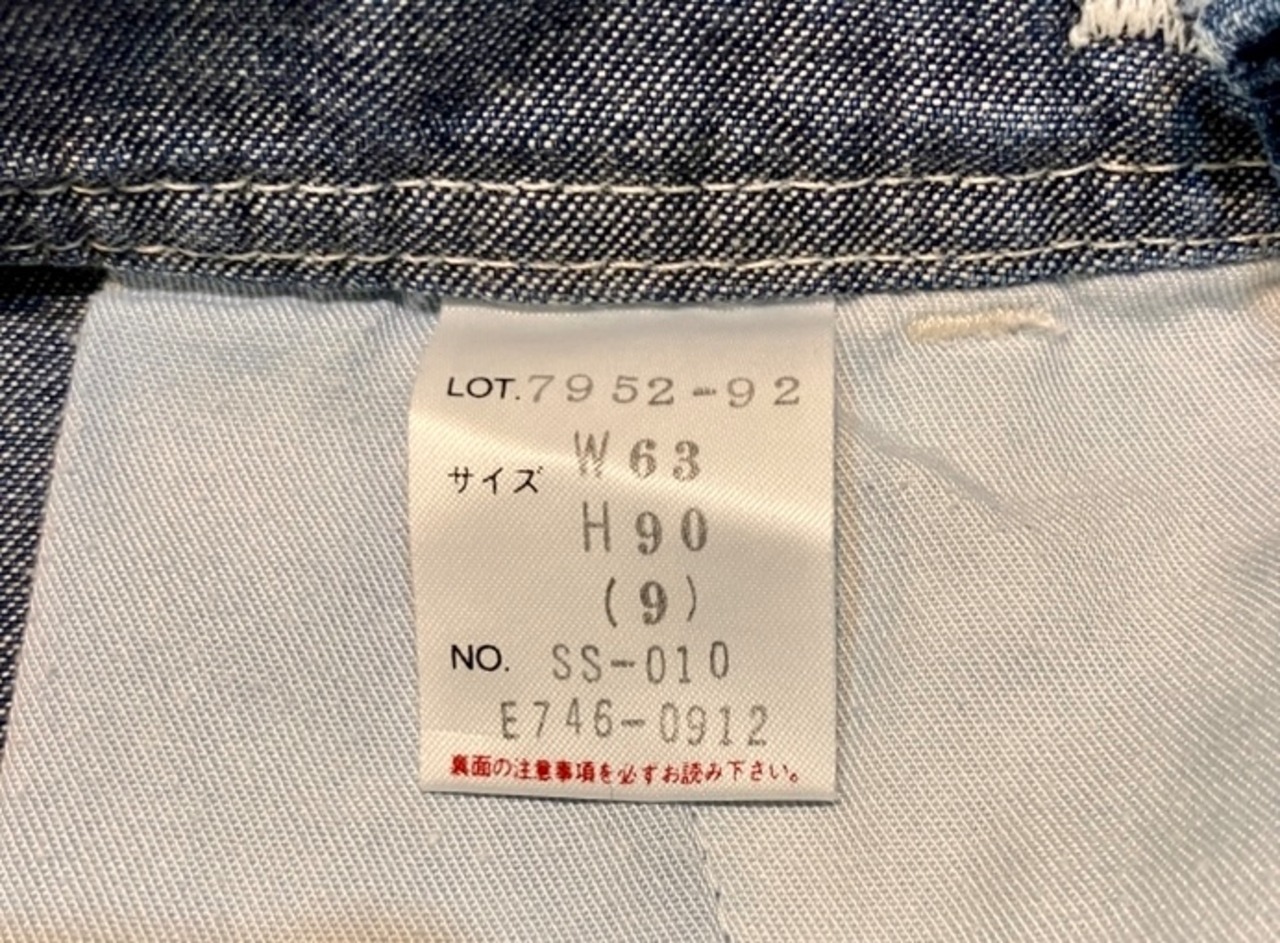 LOT.7952-92
W63
サイズ
H90
(9)
NO. SS-010
E746-0912
裏面の注意事項を必ずお読み下さい。